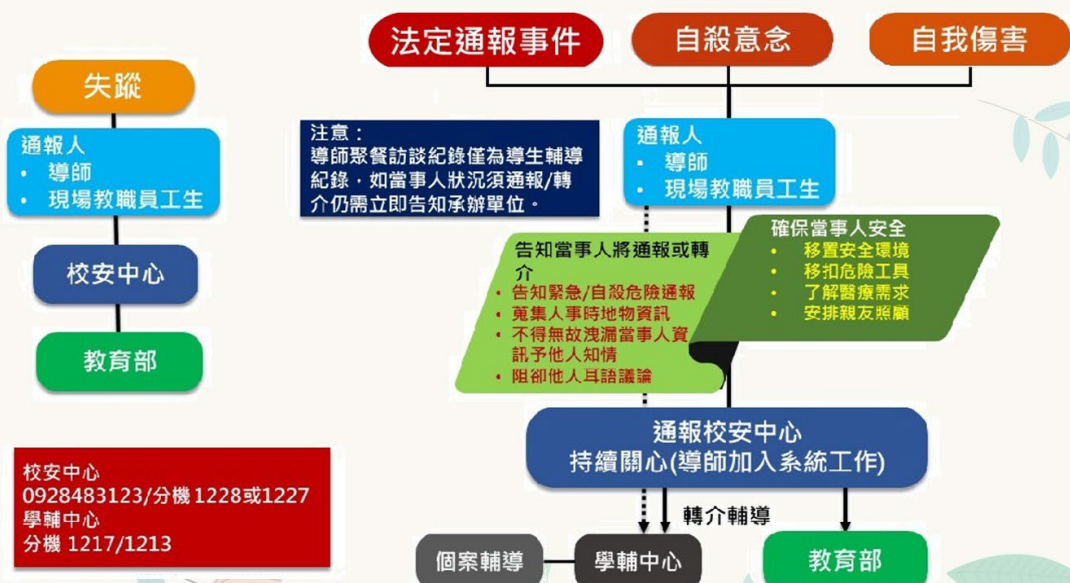 法定通報事件
自殺意念
自我傷害
失蹤
通報人
• 導師
• 現場教職員工生
校安中心
教育部
注意：
導師聚餐訪談紀錄僅為導生輔導
紀錄，如當事人狀況須通報/轉
介仍需立即告知承辦單位。
通報人
• 導師
• 現場教職員工生
告知當事人將通報或轉
介
• 告知緊急/自殺危險通報
• 蒐集人事時地物資訊
• 不得無故洩漏當事人資
訊予他人知情
• 阻卻他人耳語議論
確保當事人安全
• 移置安全環境
• 移扣危險工具
• 了解醫療需求
• 安排親友照顧
通報校安中心
持續關心(導師加入系統工作)
轉介輔導
個案輔導
學輔中心
教育部
校安中心
0928483123/分機1228或1227
學輔中心
分機 1217/1213